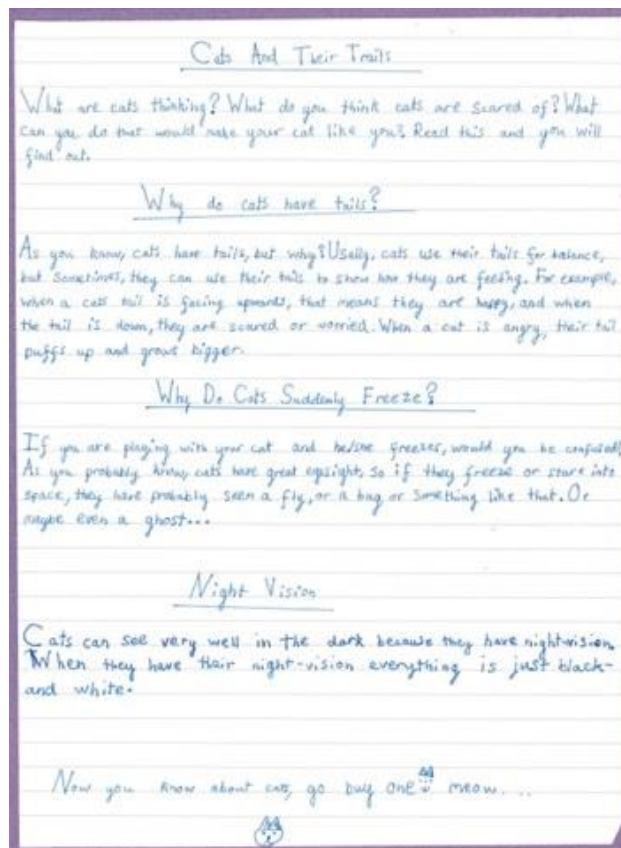 Cats And Their Traits
What are cats thinking? What do you think cats are scared of? What
can you do that would make your cat like you? Read this and you will
find out.
Why do cats have tails?
As you know, cats have tails, but why? Usally, cats use their tails for balance,
but sometimes, they can use their tails to show how they are feeling. For example,
when a cats tail is facing upwards, that means they are happy, and when
the tail is down, they are scared or worried. When a cat is angry, their tail
puffs up and grows bigger.
Why Do Cats Suddenly Freeze?
If you are playing with your cat and he/she freezes, would you be confused?
As you probably know, cats have great eyesight, so if they freeze or stare into
space, they have probably seen a fly, or a bug or something like that. Or
maybe even a ghost...
Night Vision
Cats can see very well in the dark because they have night-vision.
When they have their night-vision everything is just black-
and white.
Now you know about cats, go buy one meow...